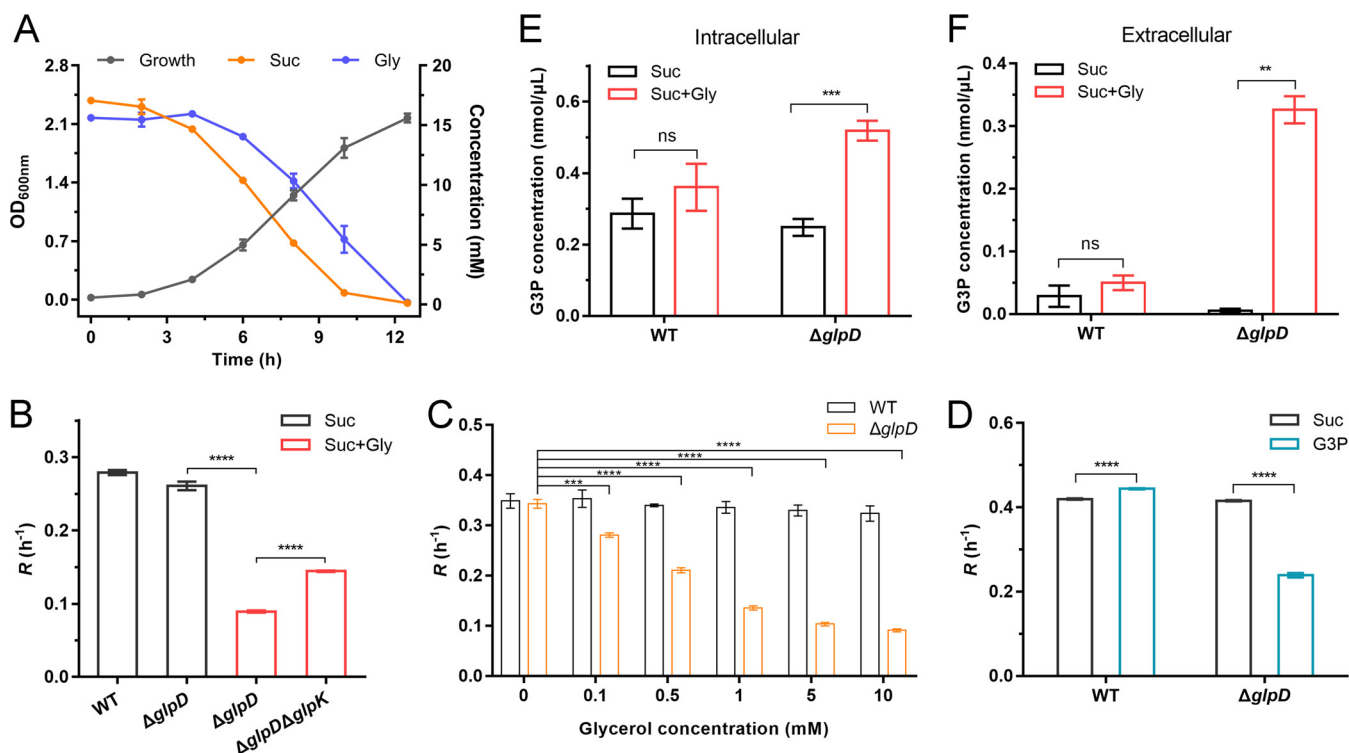 A
Growth Suc Gly
2.8
2.1
1.4
0.7
0.0
OD600nm
20
15
10
5
0
Concentration (mM)
0 3 6 9 12
Time (h)
E
Intracellular
Suc
Suc+Gly
0.6
0.4
0.2
0.0
G3P concentration (nmol/μL)
ns
***
WT ΔglpD
F
Extracellular
Suc
Suc+Gly
0.4
0.3
0.2
0.1
0.0
G3P concentration (nmol/μL)
ns
**
WT ΔglpD
B
Suc
Suc+Gly
0.3
0.2
0.1
0.0
R (h-1)
****
****
WT ΔglpD ΔglpD ΔglpDΔglpK
C
WT
ΔglpD
0.5
0.4
0.3
0.2
0.1
0.0
R (h-1)
****
****
****
****
***
0 0.1 0.5 1 5 10
Glycerol concentration (mM)
D
Suc
G3P
0.6
0.4
0.2
0.0
R (h-1)
****
****
WT ΔglpD